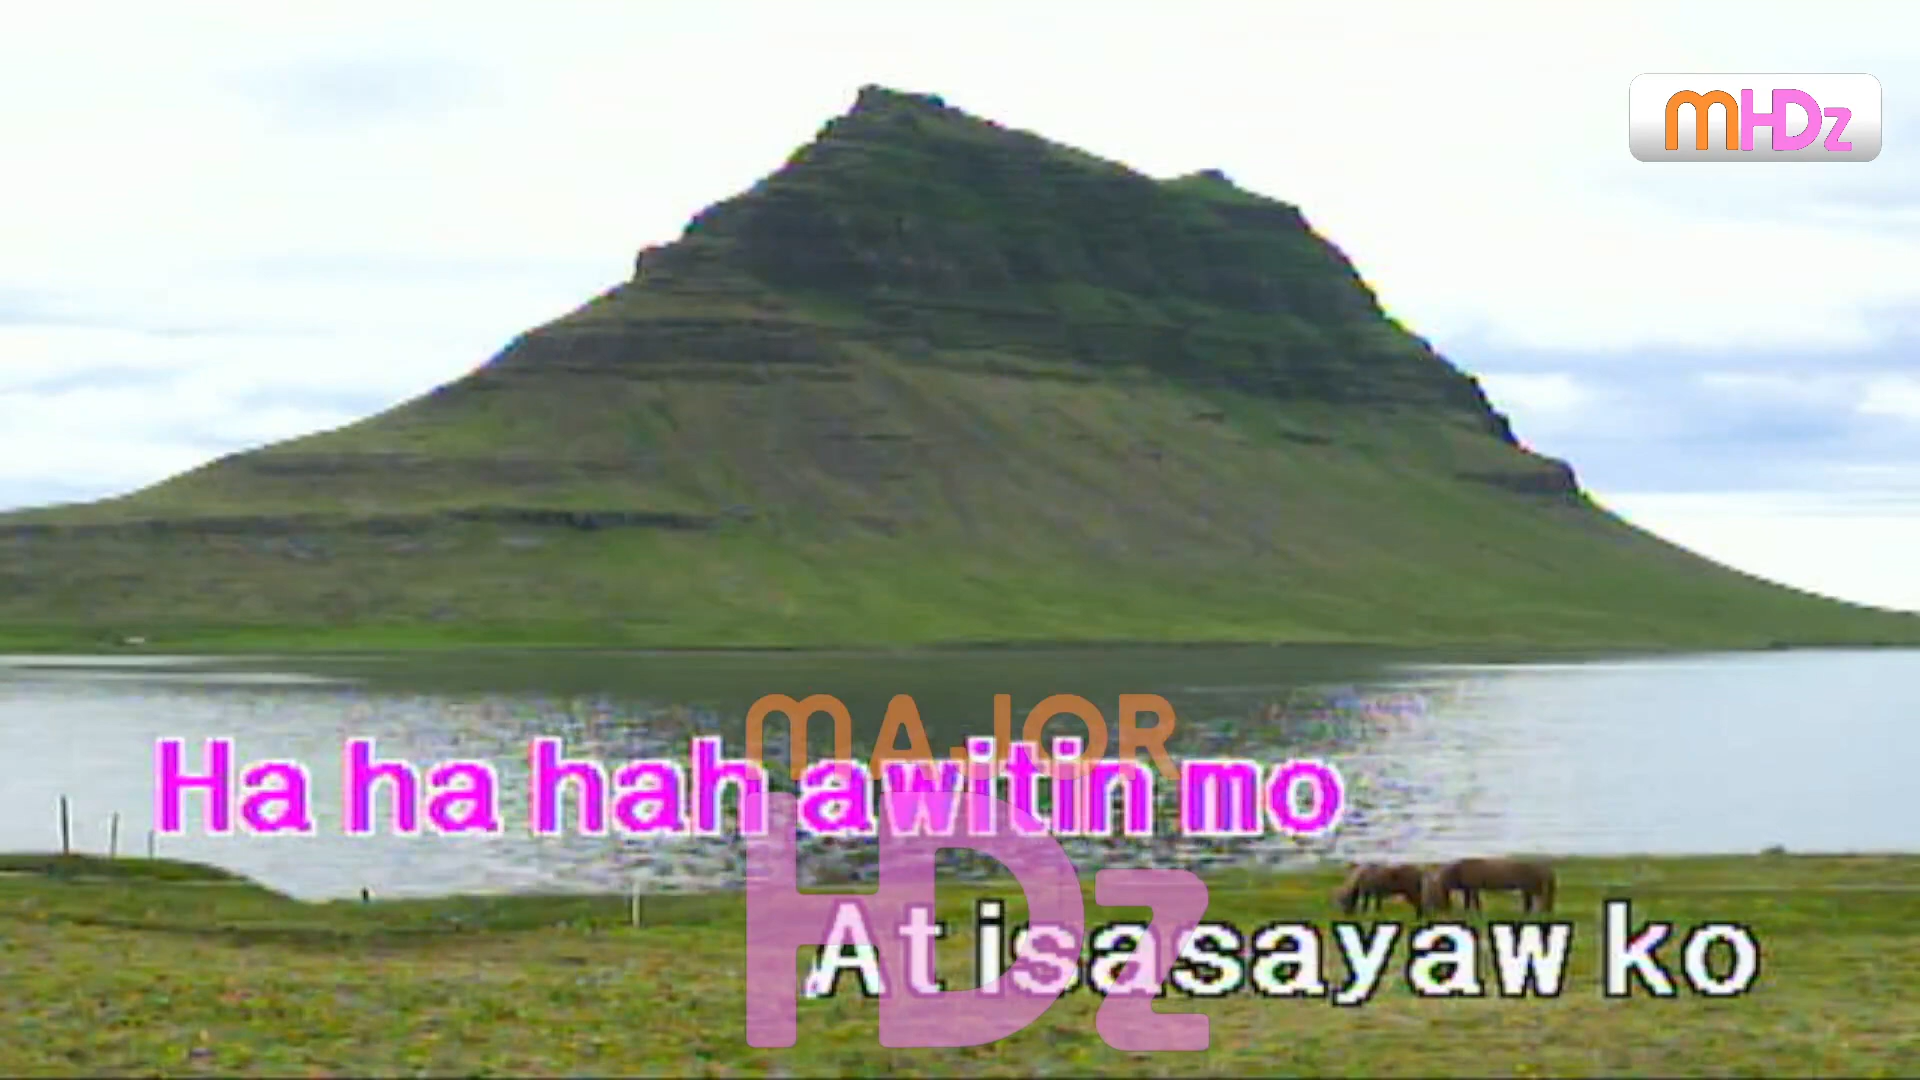 mHDz
MAJOR
Ha ha hah awitin mo
HDz
At isasayaw ko